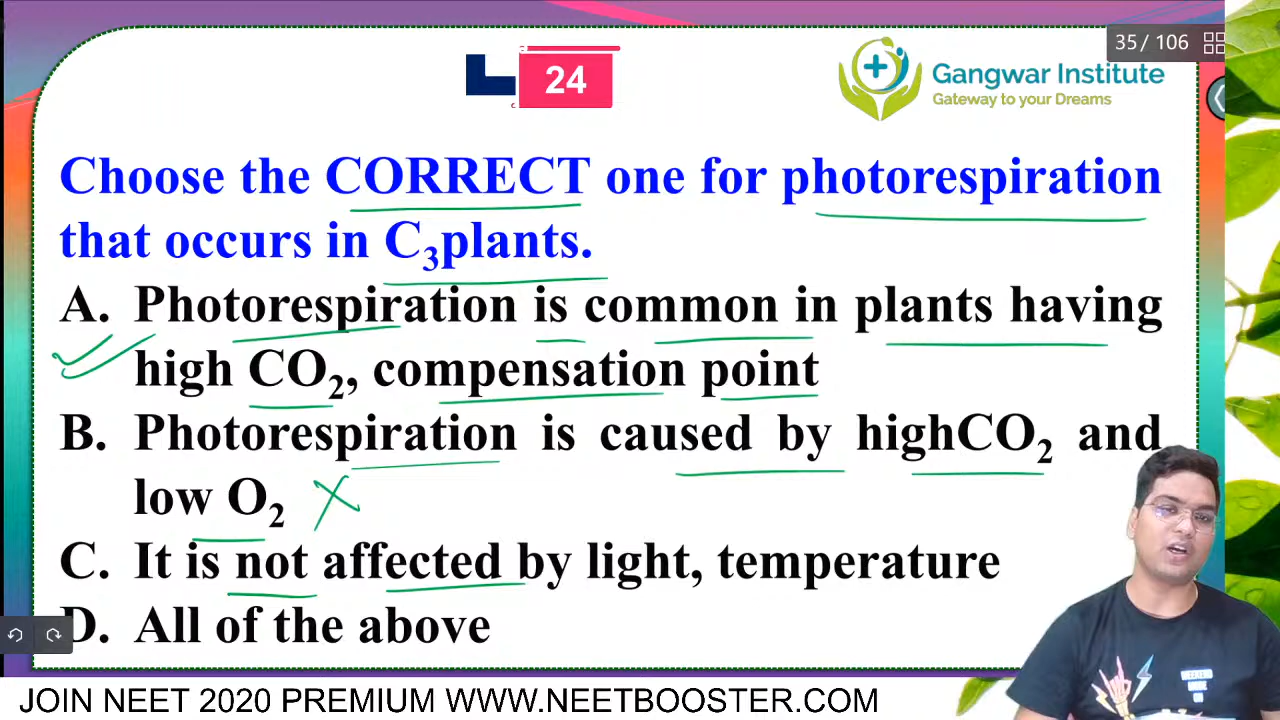 35 / 106
24
Gangwar Institute
Gateway to your Dreams
Choose the CORRECT one for photorespiration
that occurs in C₃plants.
A. Photorespiration is common in plants having
high CO₂, compensation point
B. Photorespiration is caused by highCO₂ and
low O₂
C. It is not affected by light, temperature
D. All of the above
WEEKEND
JOIN NEET 2020 PREMIUM WWW.NEETBOOSTER.COM